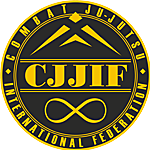 COMBAT JU-JUTSU
CJJIF
INTERNATIONAL FEDERATION